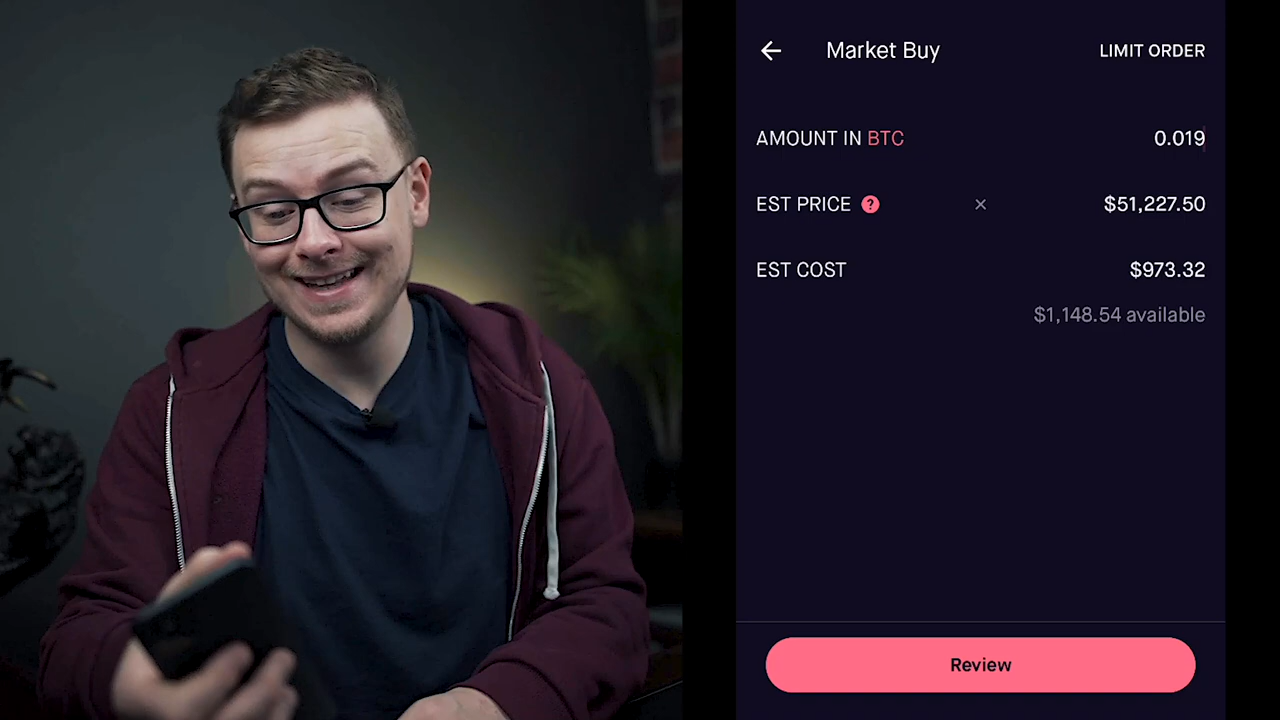 Market Buy LIMIT ORDER
AMOUNT IN BTC 0.019
EST PRICE ? × $51,227.50
EST COST $973.32
$1,148.54 available
Review